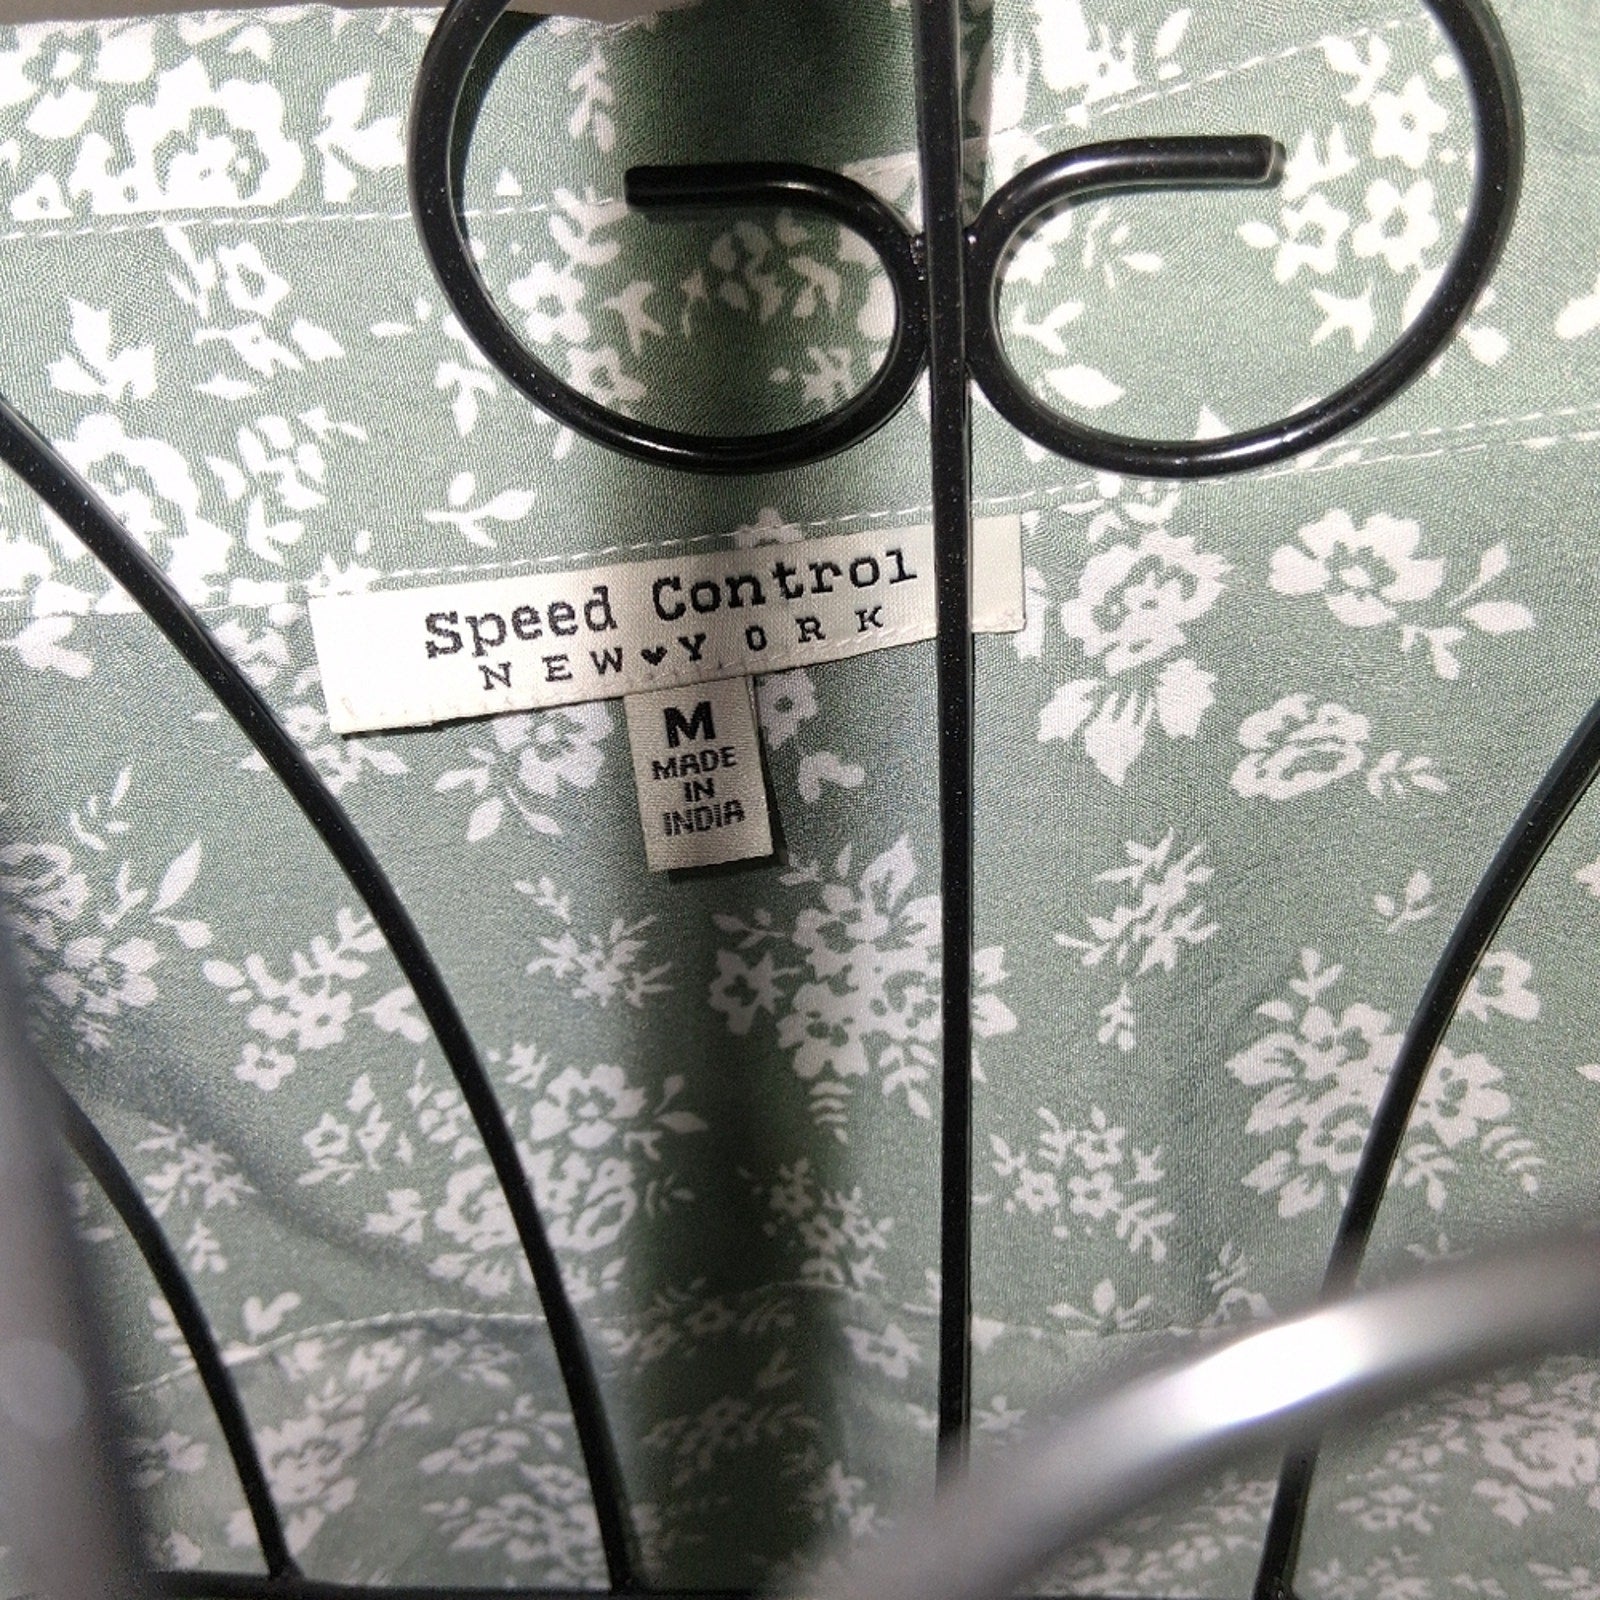 Speed Control
NEW♥YORK
M
MADE
IN
INDIA